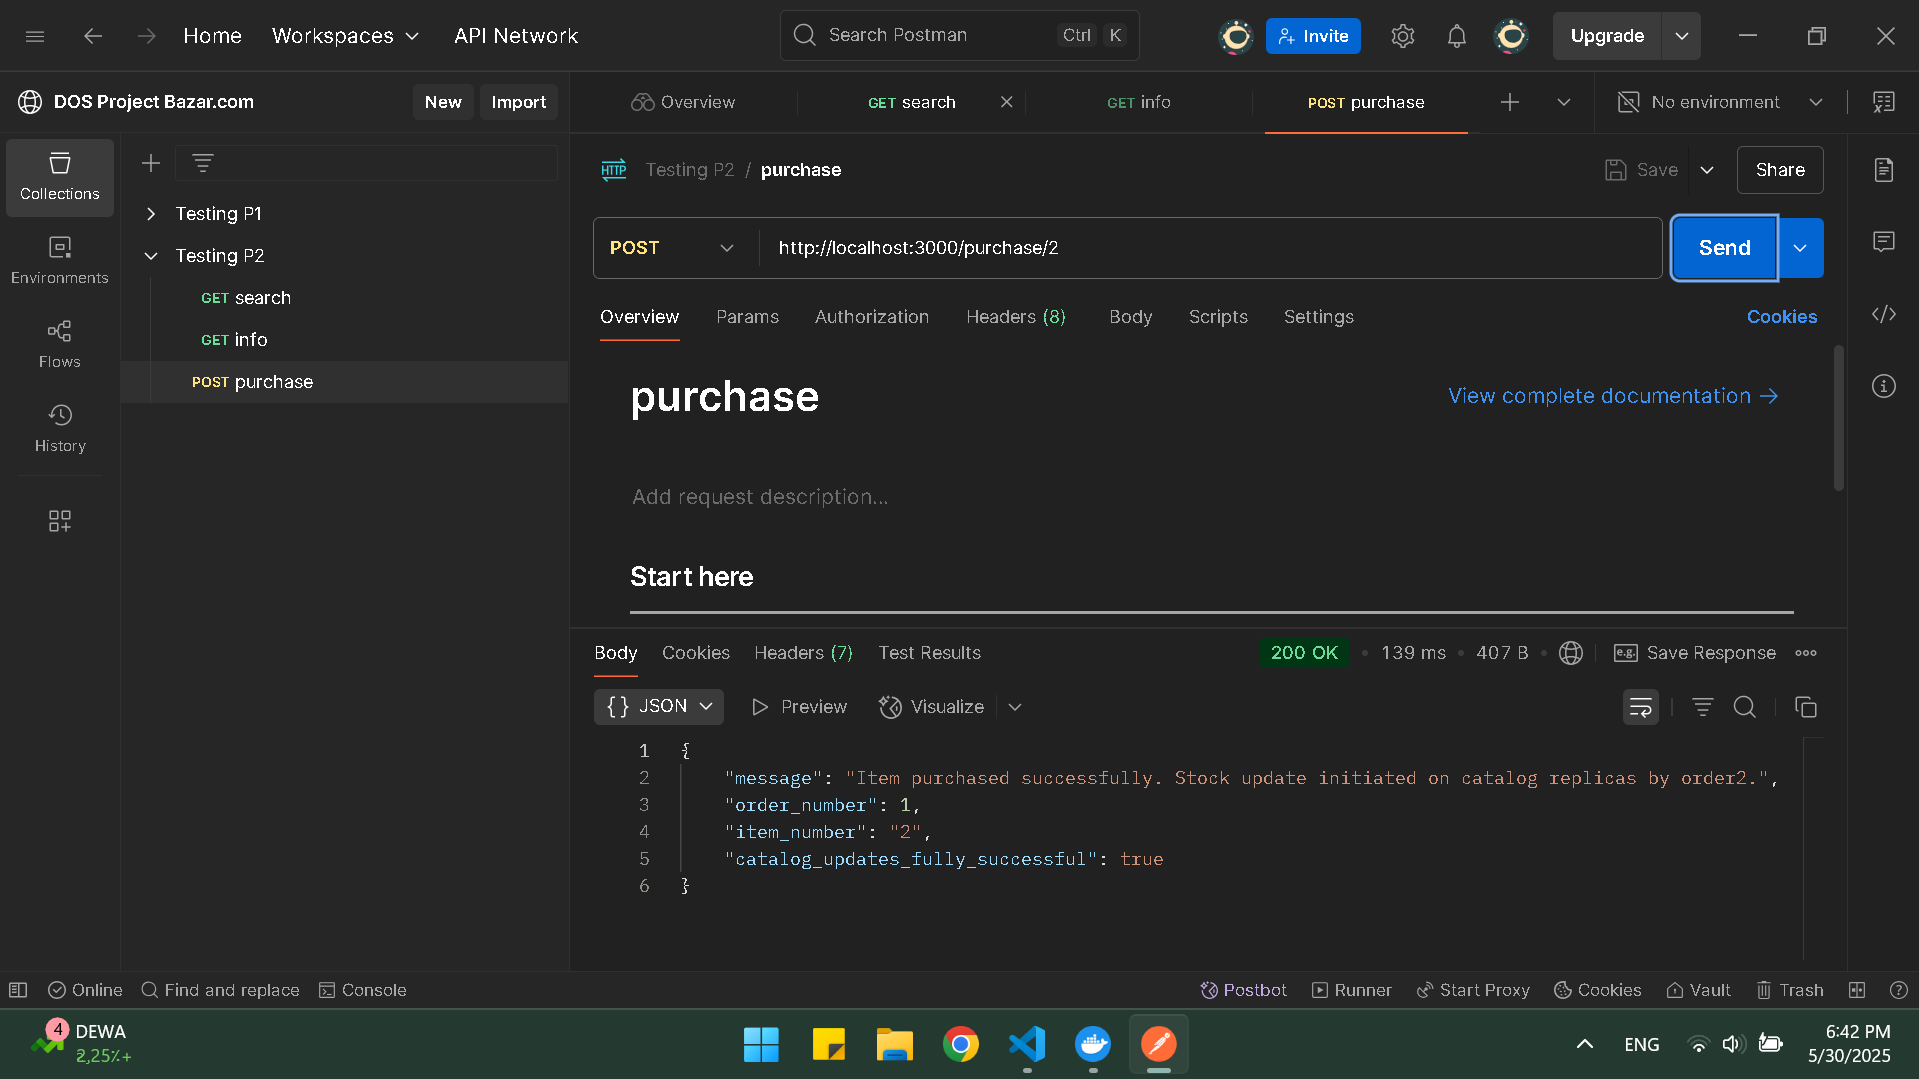 Home
Workspaces
API Network
Search Postman
Ctrl
K
Invite
Upgrade
DOS Project Bazar.com
New
Import
Overview
GET search
GET info
POST purchase
No environment
Collections
Environments
Flows
History
Testing P1
Testing P2
GET search
GET info
POST purchase
HTTP
Testing P2 / purchase
Save
Share
POST
http://localhost:3000/purchase/2
Send
Overview
Params
Authorization
Headers (8)
Body
Scripts
Settings
Cookies
purchase
View complete documentation →
Add request description...
Start here
Body
Cookies
Headers (7)
Test Results
200 OK
139 ms
407 B
e.g.
Save Response
{} JSON
Preview
Visualize
1 {
2 "message": "Item purchased successfully. Stock update initiated on catalog replicas by order2.",
3 "order_number": 1,
4 "item_number": "2",
5 "catalog_updates_fully_successful": true
6 }
Online
Find and replace
Console
Postbot
Runner
Start Proxy
Cookies
Vault
Trash
4
DEWA
2,25٪+
ENG
6:42 PM
5/30/2025